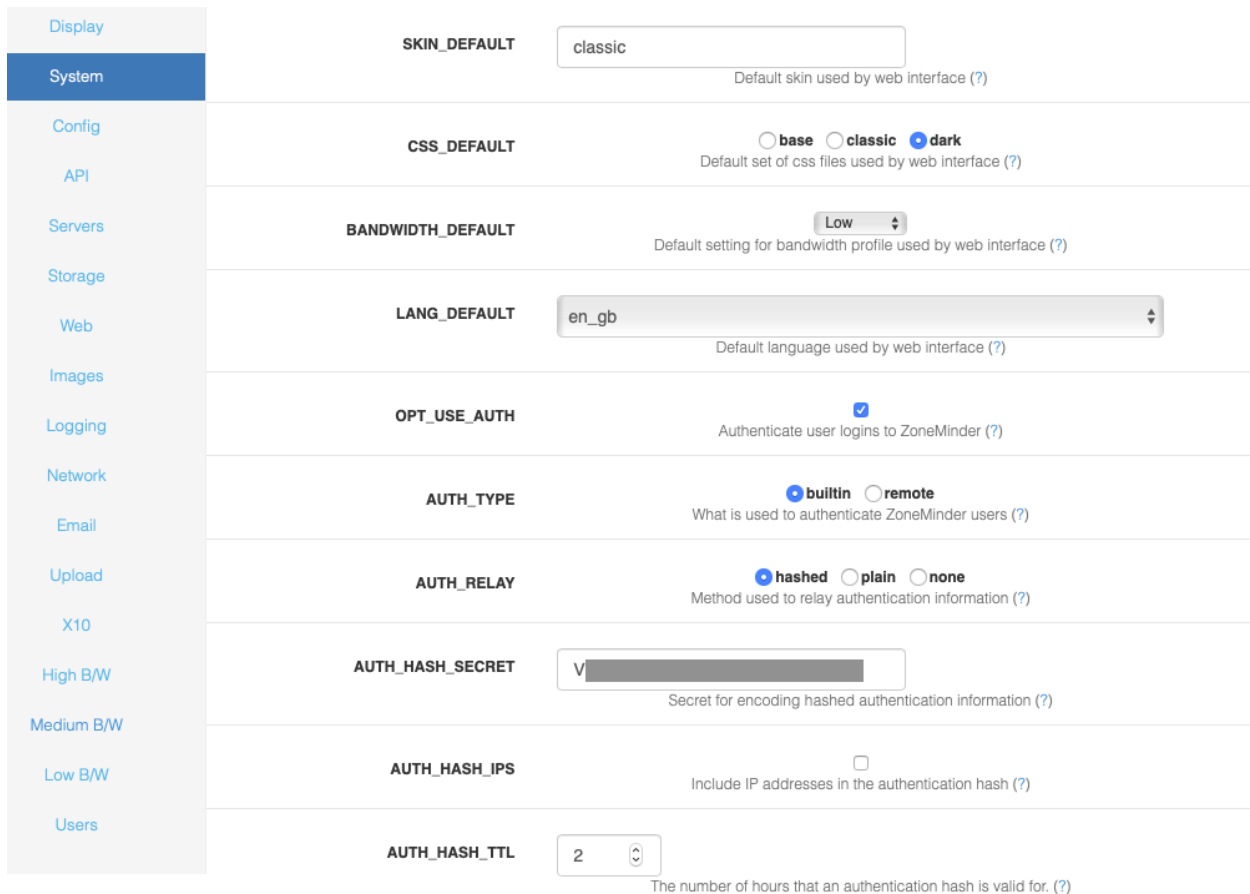 Display
System
Config
API
Servers
Storage
Web
Images
Logging
Network
Email
Upload
X10
High B/W
Medium B/W
Low B/W
Users
SKIN_DEFAULT classic
Default skin used by web interface (?)
CSS_DEFAULT base classic dark
Default set of css files used by web interface (?)
BANDWIDTH_DEFAULT Low
Default setting for bandwidth profile used by web interface (?)
LANG_DEFAULT en_gb
Default language used by web interface (?)
OPT_USE_AUTH
Authenticate user logins to ZoneMinder (?)
AUTH_TYPE builtin remote
What is used to authenticate ZoneMinder users (?)
AUTH_RELAY hashed plain none
Method used to relay authentication information (?)
AUTH_HASH_SECRET V
Secret for encoding hashed authentication information (?)
AUTH_HASH_IPS
Include IP addresses in the authentication hash (?)
AUTH_HASH_TTL 2
The number of hours that an authentication hash is valid for. (?)